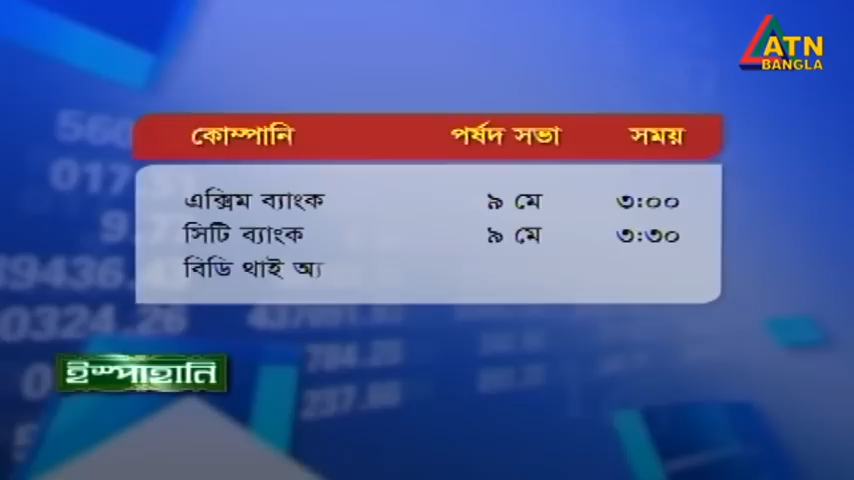 ATN
BANGLA
কোম্পানি পর্ষদ সভা সময়
এক্সিম ব্যাংক ৯ মে ৩:০০
সিটি ব্যাংক ৯ মে ৩:৩০
বিডি থাই অ্য
ইস্পাহানি